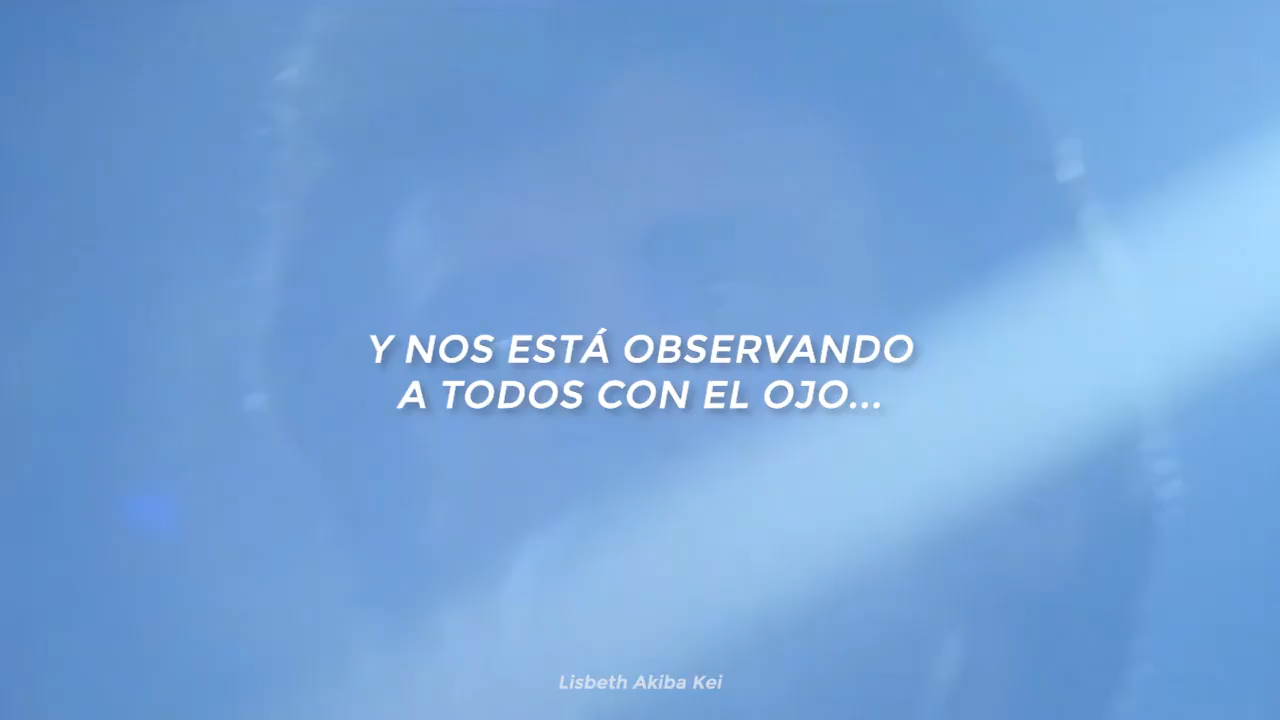 Y NOS ESTÁ OBSERVANDO
A TODOS CON EL OJO...
Lisbeth Akiba Kei